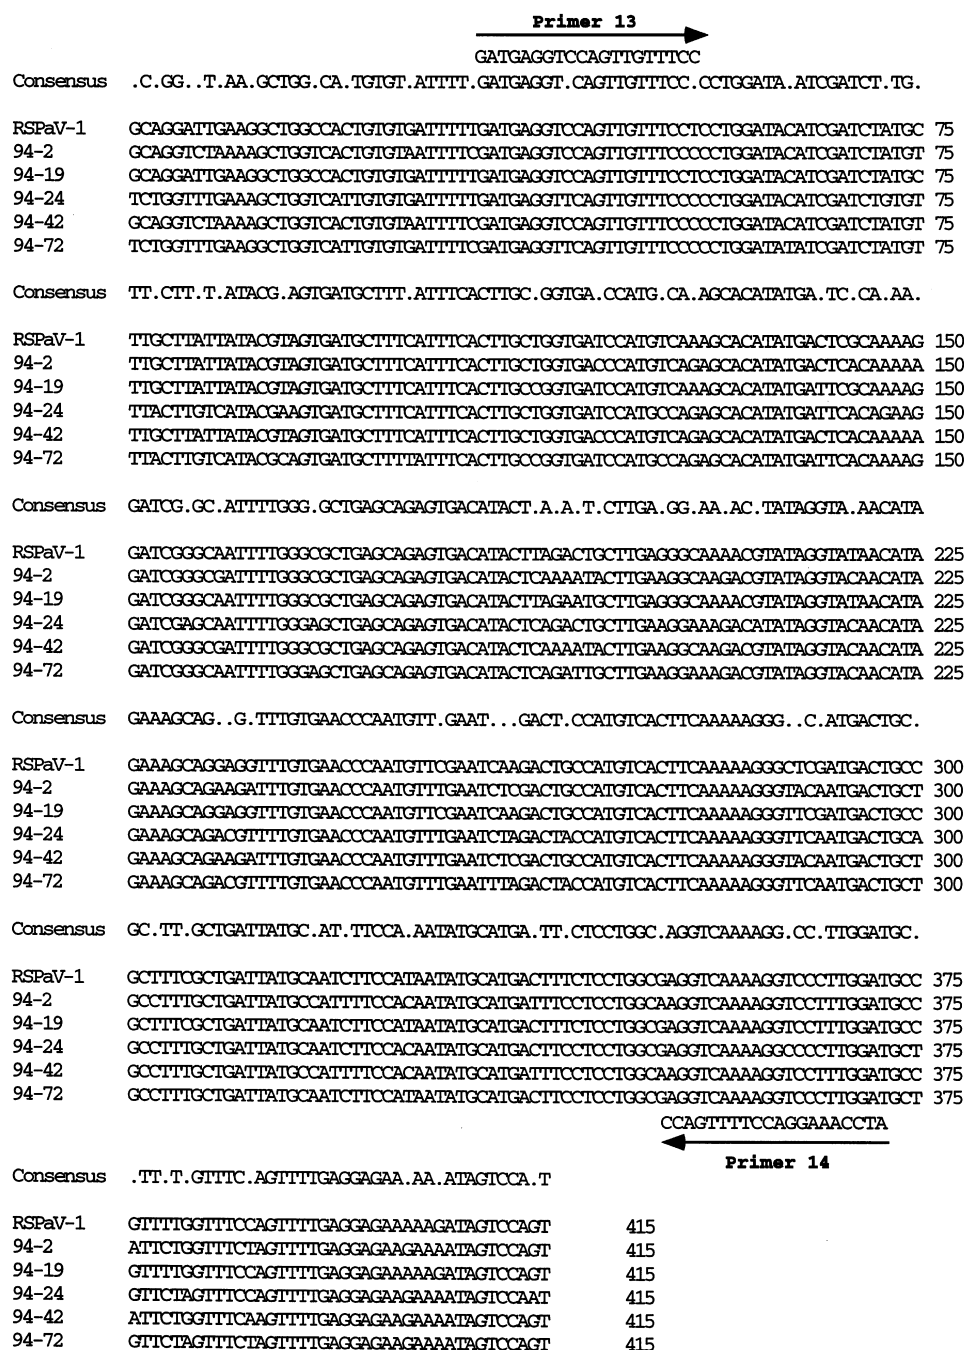 Primer 13
GATGAGGTCCAGTTGTTTCC
Consensus .C.GG..T.AA.GCTGG.CA.TGTGT.ATTTT.GATGAGGT.CAGTTGTTTCC.CCTGGATA.ATCGATCT.TG.
RSPaV-1 GCAGGATTGAAGGCTGGCCACTGTGTGATTTTTGATGAGGTCCAGTTGTTTCCTCCTGGATACATCGATCTATGC 75
94-2 GCAGGTCTAAAAGCTGGTCACTGTGTAATTTTCGATGAGGTCCAGTTGTTTCCCCCTGGATACATCGATCTATGT 75
94-19 GCAGGATTGAAGGCTGGCCACTGTGTGATTTTTGATGAGGTCCAGTTGTTTCCTCCTGGATACATCGATCTATGC 75
94-24 TCTGGTTTGAAAGCTGGTCATTGTGTGATTTTTGATGAGGTTCAGTTGTTTCCCCCTGGATACATCGATCTGTGT 75
94-42 GCAGGTCTAAAAGCTGGTCACTGTGTAATTTTCGATGAGGTCCAGTTGTTTCCCCCTGGATACATCGATCTATGT 75
94-72 TCTGGTTTGAAGGCTGGTCATTGTGTGATTTTCGATGAGGTTCAGTTGTTTCCCCCTGGATATATCGATCTATGT 75
Consensus TT.CTT.T.ATACG.AGTGATGCTTT.ATTTCACTTGC.GGTGA.CCATG.CA.AGCACATATGA.TC.CA.AA.
RSPaV-1 TTGCTTATTATACGTAGTGATGCTTTCATTTCACTTGCTGGTGATCCATGTCAAAGCACATATGACTCGCAAAAG 150
94-2 TTGCTTATTATACGTAGTGATGCTTTCATTTCACTTGCTGGTGACCCATGTCAGAGCACATATGACTCACAAAAA 150
94-19 TTGCTTATTATACGTAGTGATGCTTTCATTTCACTTGCCGGTGATCCATGTCAAAGCACATATGATTCGCAAAAG 150
94-24 TTACTTGTCATACGAAGTGATGCTTTCATTTCACTTGCTGGTGATCCATGCCAGAGCACATATGATTCACAGAAG 150
94-42 TTGCTTATTATACGTAGTGATGCTTTCATTTCACTTGCTGGTGACCCATGTCAGAGCACATATGACTCACAAAAA 150
94-72 TTACTTGTCATACGCAGTGATGCTTTTATTTCACTTGCCGGTGATCCATGCCAGAGCACATATGATTCACAAAAG 150
Consensus GATCG.GC.ATTTTGGG.GCTGAGCAGAGTGACATACT.A.A.T.CTTGA.GG.AA.AC.TATAGGTA.AACATA
RSPaV-1 GATCGGGCAATTTTGGGCGCTGAGCAGAGTGACATACTTAGACTGCTTGAGGGCAAAACGTATAGGTATAACATA 225
94-2 GATCGGGCGATTTTGGGCGCTGAGCAGAGTGACATACTCAAAATACTTGAAGGCAAGACGTATAGGTACAACATA 225
94-19 GATCGGGCAATTTTGGGCGCTGAGCAGAGTGACATACTTAGAATGCTTGAGGGCAAAACGTATAGGTATAACATA 225
94-24 GATCGAGCAATTTTGGGAGCTGAGCAGAGTGACATACTCAGACTGCTTGAAGGAAAGACATATAGGTACAACATA 225
94-42 GATCGGGCGATTTTGGGCGCTGAGCAGAGTGACATACTCAAAATACTTGAAGGCAAGACGTATAGGTACAACATA 225
94-72 GATCGGGCAATTTTGGGAGCTGAGCAGAGTGACATACTCAGATTGCTTGAAGGAAAGACGTATAGGTACAACATA 225
Consensus GAAAGCAG..G.TTTGTGAACCCAATGTT.GAAT...GACT.CCATGTCACTTCAAAAAGGG..C.ATGACTGC.
RSPaV-1 GAAAGCAGGAGGTTTGTGAACCCAATGTTCGAATCAAGACTGCCATGTCACTTCAAAAAGGGCTCGATGACTGCC 300
94-2 GAAAGCAGAAGATTTGTGAACCCAATGTTTGAATCTCGACTGCCATGTCACTTCAAAAAGGGTACAATGACTGCT 300
94-19 GAAAGCAGGAGGTTTGTGAACCCAATGTTCGAATCAAGACTGCCATGTCACTTCAAAAAGGGTTCGATGACTGCC 300
94-24 GAAAGCAGACGTTTTGTGAACCCAATGTTTGAATCTAGACTACCATGTCACTTCAAAAAGGGTTCAATGACTGCA 300
94-42 GAAAGCAGAAGATTTGTGAACCCAATGTTTGAATCTCGACTGCCATGTCACTTCAAAAAGGGTACAATGACTGCT 300
94-72 GAAAGCAGACGTTTTGTGAACCCAATGTTTGAATTTAGACTACCATGTCACTTCAAAAAGGGTTCAATGACTGCT 300
Consensus GC.TT.GCTGATTATGC.AT.TTCCA.AATATGCATGA.TT.CTCCTGGC.AGGTCAAAAGG.CC.TTGGATGC.
RSPaV-1 GCTTTCGCTGATTATGCAATCTTCCATAATATGCATGACTTTCTCCTGGCGAGGTCAAAAGGTCCCTTGGATGCC 375
94-2 GCCTTTGCTGATTATGCCATTTTCCACAATATGCATGATTTCCTCCTGGCAAGGTCAAAAGGTCCTTTGGATGCC 375
94-19 GCTTTCGCTGATTATGCAATCTTCCATAATATGCATGACTTTCTCCTGGCGAGGTCAAAAGGTCCTTTGGATGCC 375
94-24 GCCTTTGCTGATTATGCAATCTTCCACAATATGCATGACTTCCTCCTGGCGAGGTCAAAAGGCCCCTTGGATGCT 375
94-42 GCCTTTGCTGATTATGCCATTTTCCACAATATGCATGATTTCCTCCTGGCAAGGTCAAAAGGTCCTTTGGATGCC 375
94-72 GCCTTTGCTGATTATGCAATCTTCCATAATATGCATGACTTCCTCCTGGCGAGGTCAAAAGGTCCCTTGGATGCT 375
CCAGTTTTCCAGGAAACCTA
Primer 14
Consensus .TT.T.GTTTC.AGTTTTGAGGAGAA.AA.ATAGTCCA.T
RSPaV-1 GTTTTGGTTTCCAGTTTTGAGGAGAAAAAGATAGTCCAGT 415
94-2 ATTCTGGTTTCTAGTTTTGAGGAGAAGAAAATAGTCCAGT 415
94-19 GTTTTGGTTTCCAGTTTTGAGGAGAAAAAGATAGTCCAGT 415
94-24 GTTCTAGTTTCCAGTTTTGAGGAGAAGAAAATAGTCCAAT 415
94-42 ATTCTGGTTTCAAGTTTTGAGGAGAAGAAAATAGTCCAGT 415
94-72 GTTCTAGTTTCTAGTTTTGAGGAGAAGAAAATAGTCCAGT 415